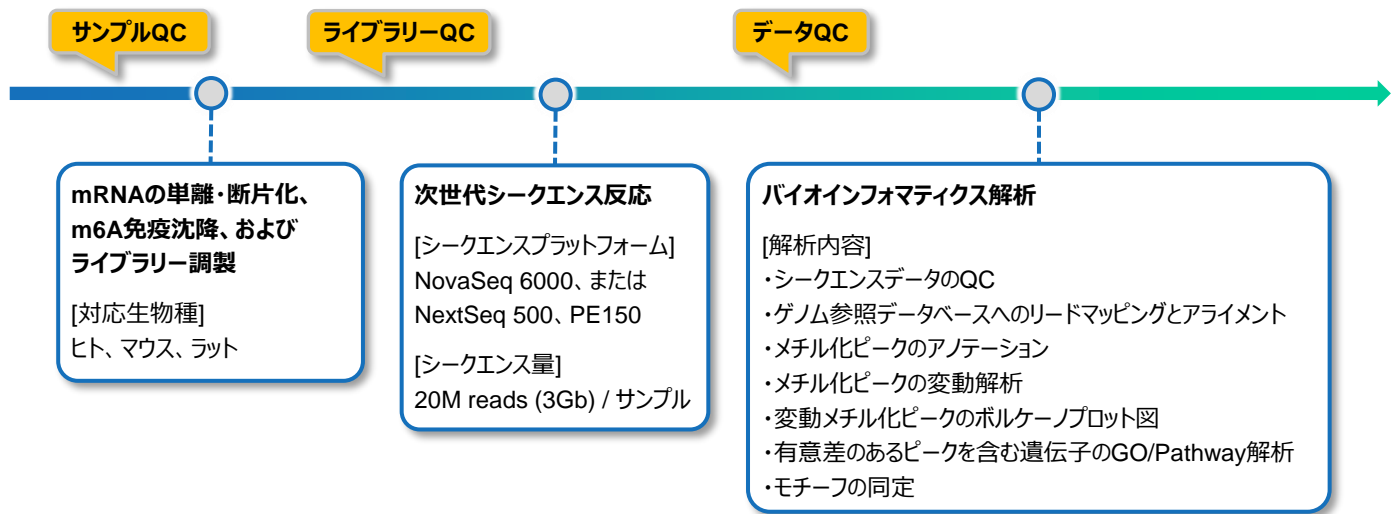 サンプルQC
ライブラリーQC
データQC
mRNAの単離・断片化、
m6A免疫沈降、および
ライブラリー調製
[対応生物種]
ヒト、マウス、ラット
次世代シークエンス反応
[シークエンスプラットフォーム]
NovaSeq 6000、または
NextSeq 500、PE150
[シークエンス量]
20M reads (3Gb) / サンプル
バイオインフォマティクス解析
[解析内容]
・シークエンスデータのQC
・ゲノム参照データベースへのリードマッピングとアライメント
・メチル化ピークのアノテーション
・メチル化ピークの変動解析
・変動メチル化ピークのボルケーノプロット図
・有意差のあるピークを含む遺伝子のGO/Pathway解析
・モチーフの同定